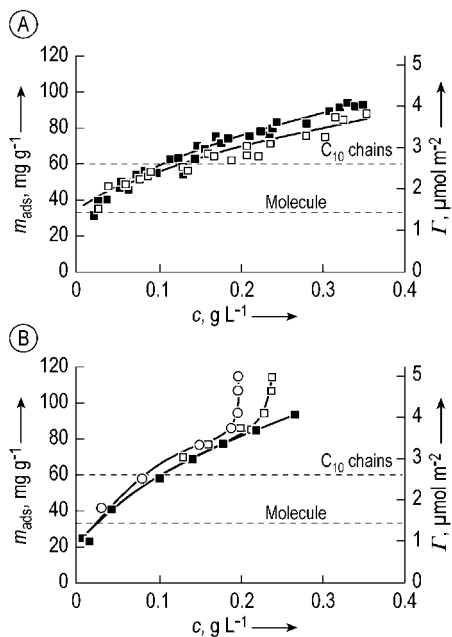 A
120
100
80
60
40
20
0
m_ads, mg g⁻¹
5
4
3
2
1
0
Γ, μmol m⁻²
C₁₀ chains
Molecule
0 0.1 0.2 0.3 0.4
c, g L⁻¹
B
120
100
80
60
40
20
0
m_ads, mg g⁻¹
5
4
3
2
1
0
Γ, μmol m⁻²
C₁₀ chains
Molecule
0 0.1 0.2 0.3 0.4
c, g L⁻¹